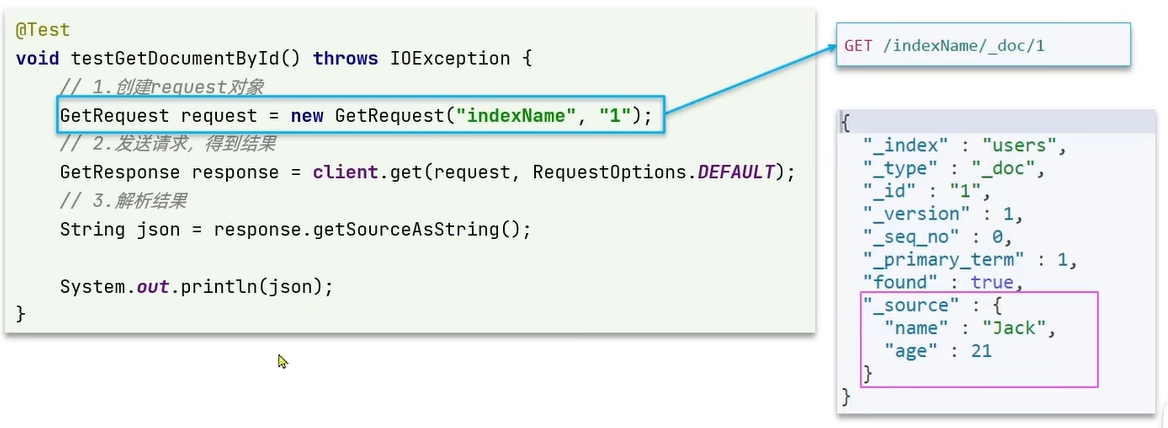 @Test
void testGetDocumentById() throws IOException {
    // 1.创建request对象
    GetRequest request = new GetRequest("indexName", "1");
    // 2.发送请求，得到结果
    GetResponse response = client.get(request, RequestOptions.DEFAULT);
    // 3.解析结果
    String json = response.getSourceAsString();
    System.out.println(json);
}
GET /indexName/_doc/1
{
  "_index" : "users",
  "_type" : "_doc",
  "_id" : "1",
  "_version" : 1,
  "_seq_no" : 0,
  "_primary_term" : 1,
  "found" : true,
  "_source" : {
    "name" : "Jack",
    "age" : 21
  }
}